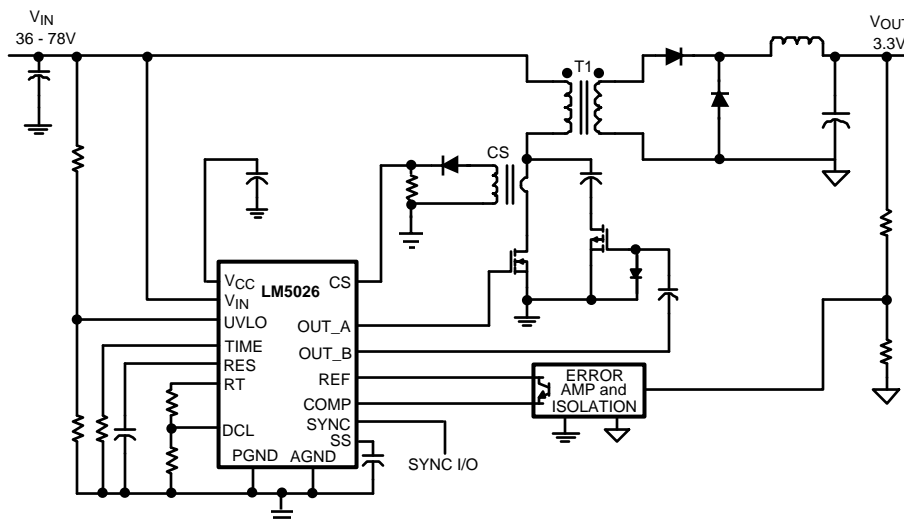 VIN
36 - 78V
VOUT
3.3V
T1
CS
LM5026
VCC
VIN
UVLO
TIME
RES
RT
DCL
PGND
AGND
CS
OUT_A
OUT_B
REF
COMP
SYNC
SS
SYNC I/O
ERROR
AMP and
ISOLATION